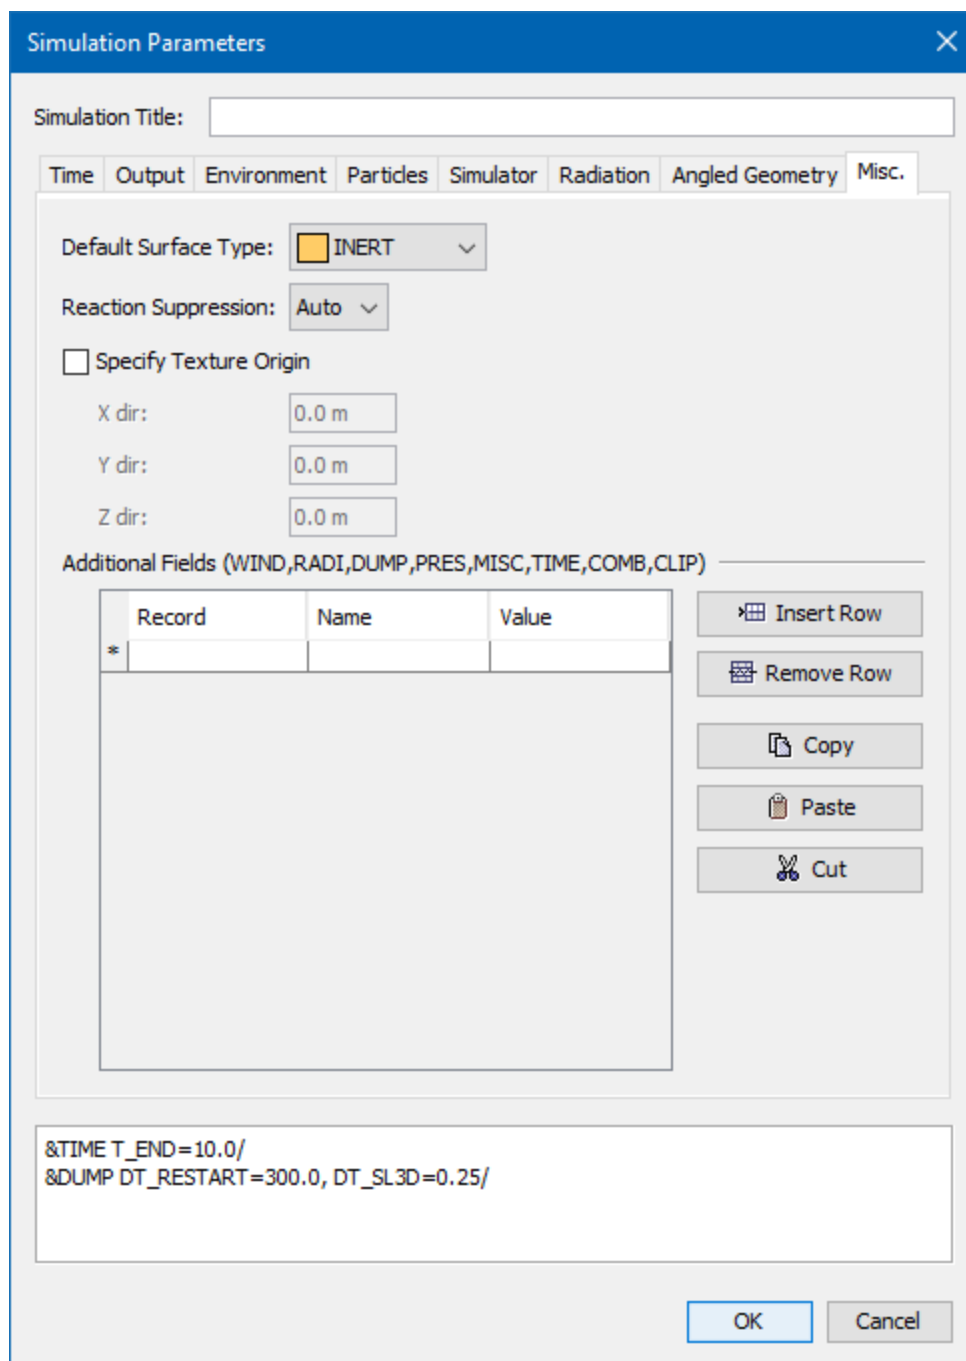 Simulation Parameters
Simulation Title:
Time Output Environment Particles Simulator Radiation Angled Geometry Misc.
Default Surface Type: INERT
Reaction Suppression: Auto
Specify Texture Origin
X dir: 0.0 m
Y dir: 0.0 m
Z dir: 0.0 m
Additional Fields (WIND,RADI,DUMP,PRES,MISC,TIME,COMB,CLIP)
Record Name Value
*
Insert Row
Remove Row
Copy
Paste
Cut
&TIME T_END=10.0/
&DUMP DT_RESTART=300.0, DT_SL3D=0.25/
OK Cancel